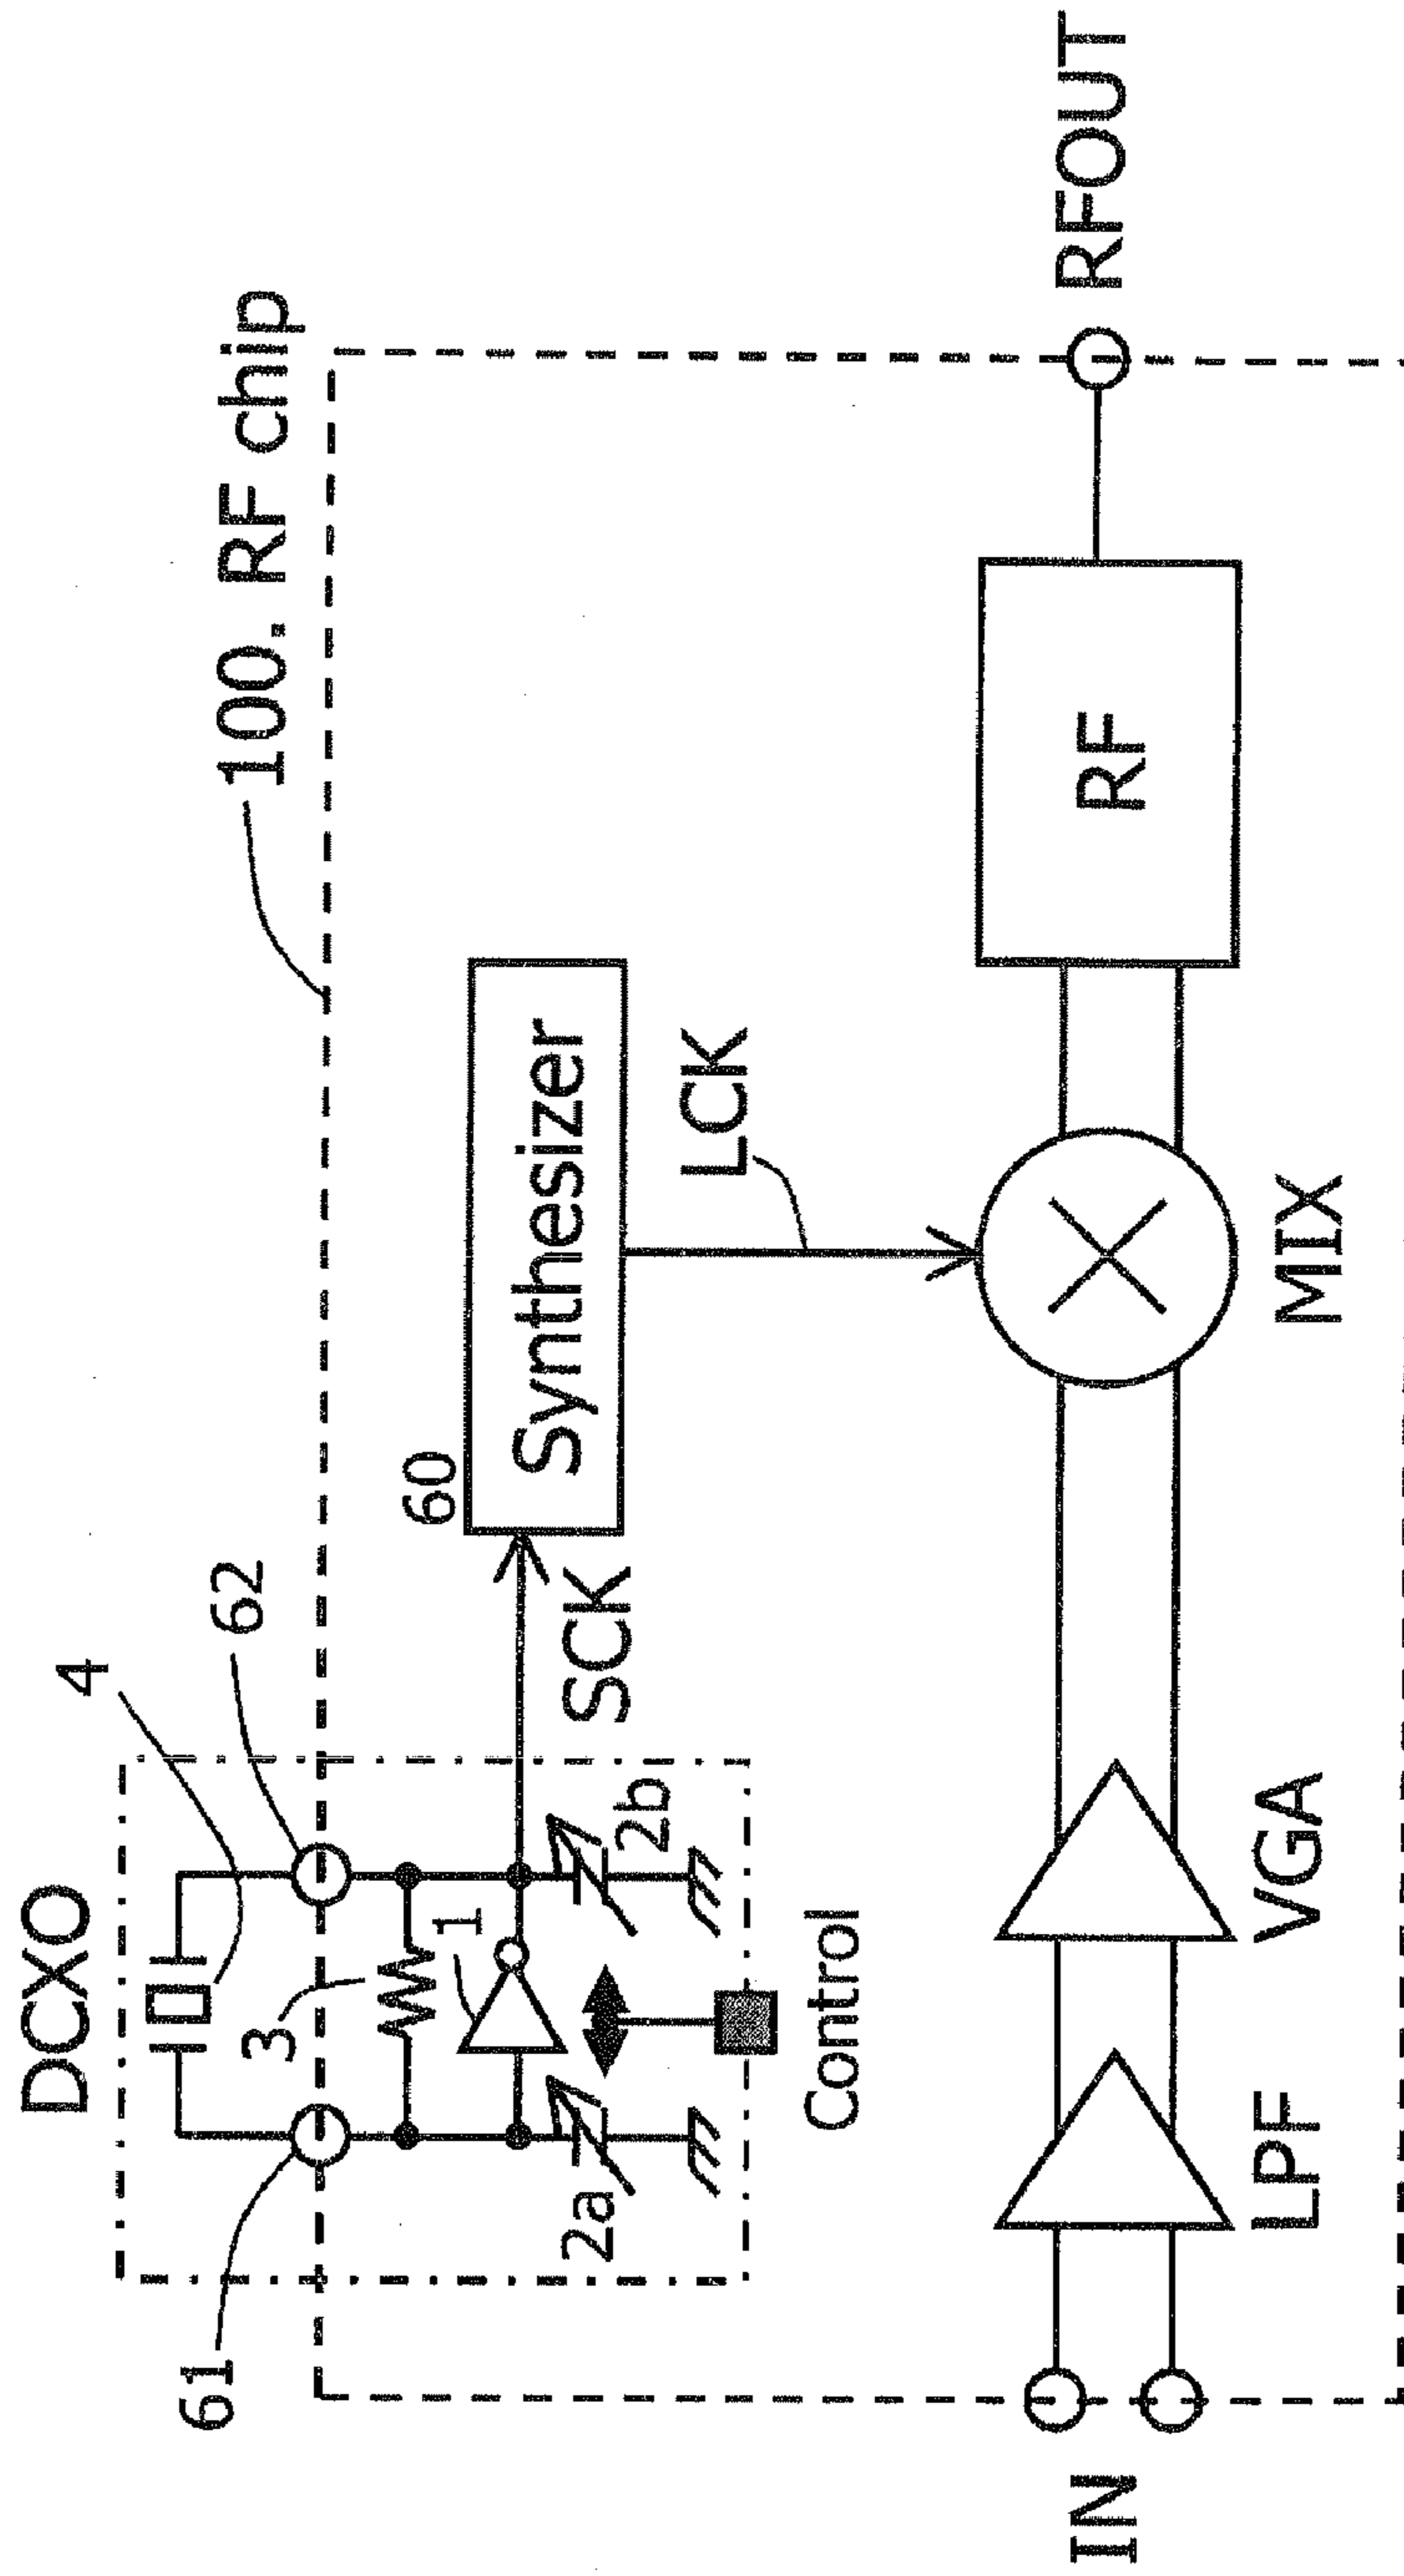 DCXO
4
62
100. RF chip
61
3
1
2a
2b
60
Synthesizer
SCK
LCK
Control
IN
LPF
VGA
MIX
RF
RFOUT